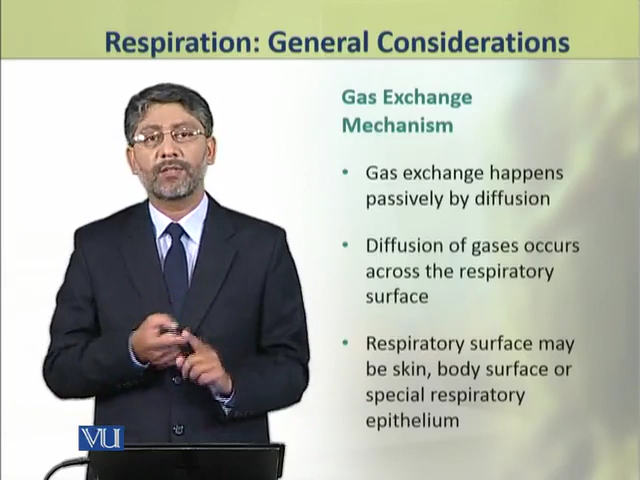 Respiration: General Considerations
Gas Exchange
Mechanism
• Gas exchange happens
passively by diffusion
• Diffusion of gases occurs
across the respiratory
surface
• Respiratory surface may
be skin, body surface or
special respiratory
epithelium
VU